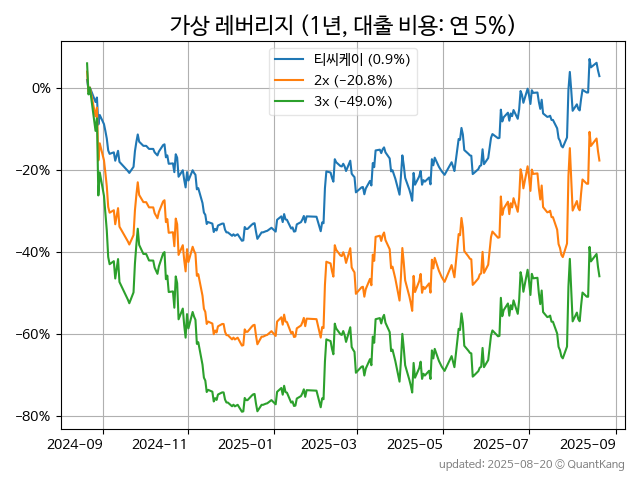 가상 레버리지 (1년, 대출 비용: 연 5%)
티씨케이 (0.9%)
2x (−20.8%)
3x (−49.0%)
0%
−20%
−40%
−60%
−80%
2024-09 2024-11 2025-01 2025-03 2025-05 2025-07 2025-09
updated: 2025-08-20 © QuantKang